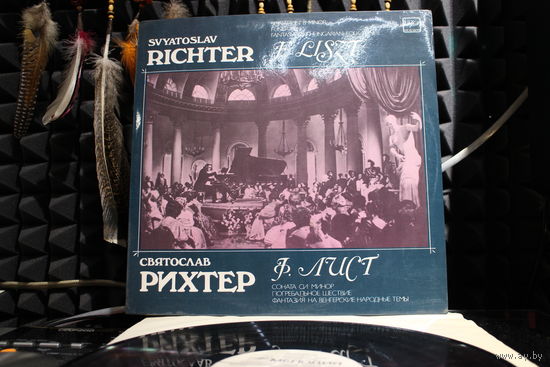 SVYATOSLAV
RICHTER
F. LISZT
СВЯТОСЛАВ
РИХТЕР
Ф. ЛИСТ
СОНАТА СИ МИНОР
ПОГРЕБАЛЬНОЕ ШЕСТВИЕ
ФАНТАЗИЯ НА ВЕНГЕРСКИЕ НАРОДНЫЕ ТЕМЫ
www.ay.by